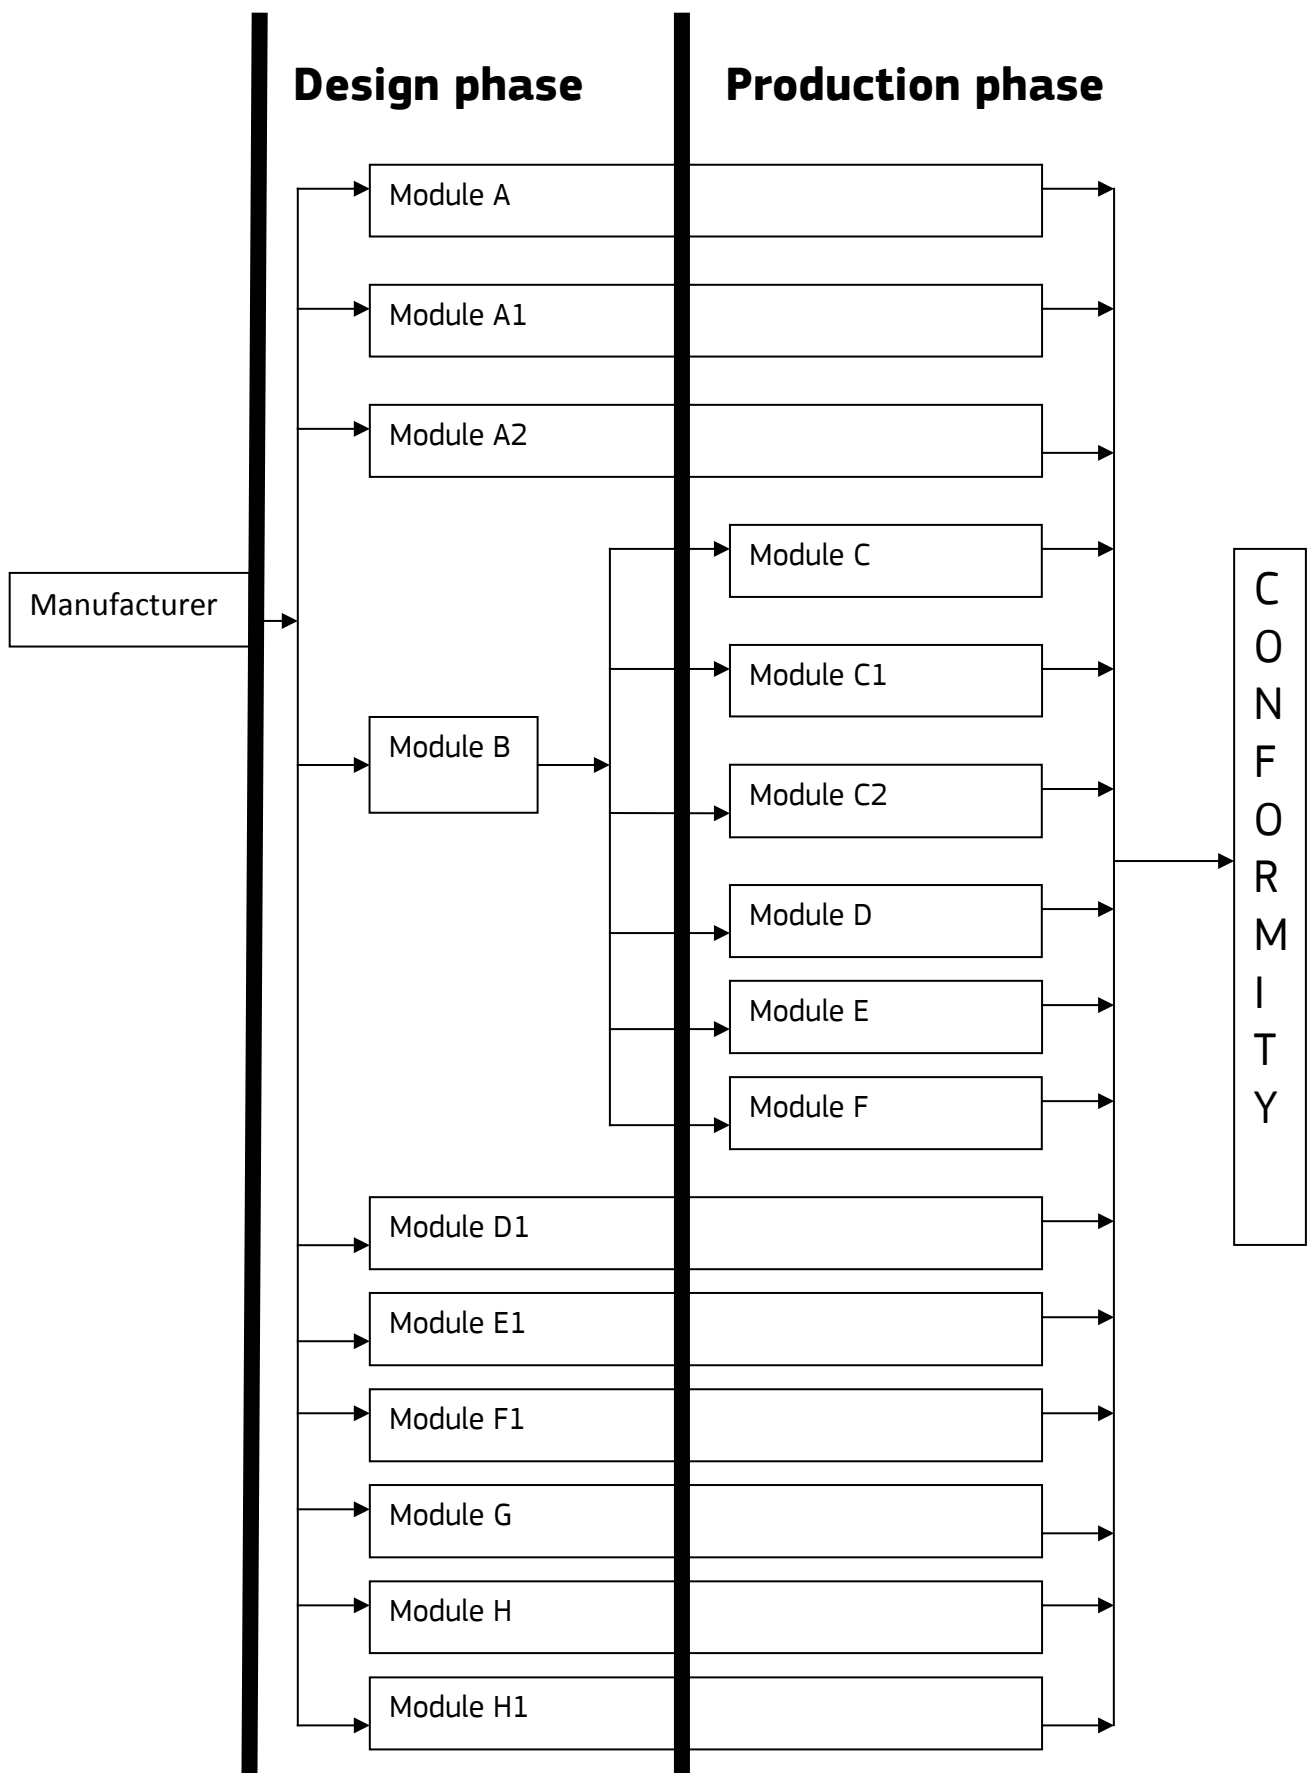 Design phase
Production phase
Module A
Module A1
Module A2
Manufacturer
Module B
Module C
Module C1
Module C2
Module D
Module E
Module F
Module D1
Module E1
Module F1
Module G
Module H
Module H1
C
O
N
F
O
R
M
I
T
Y